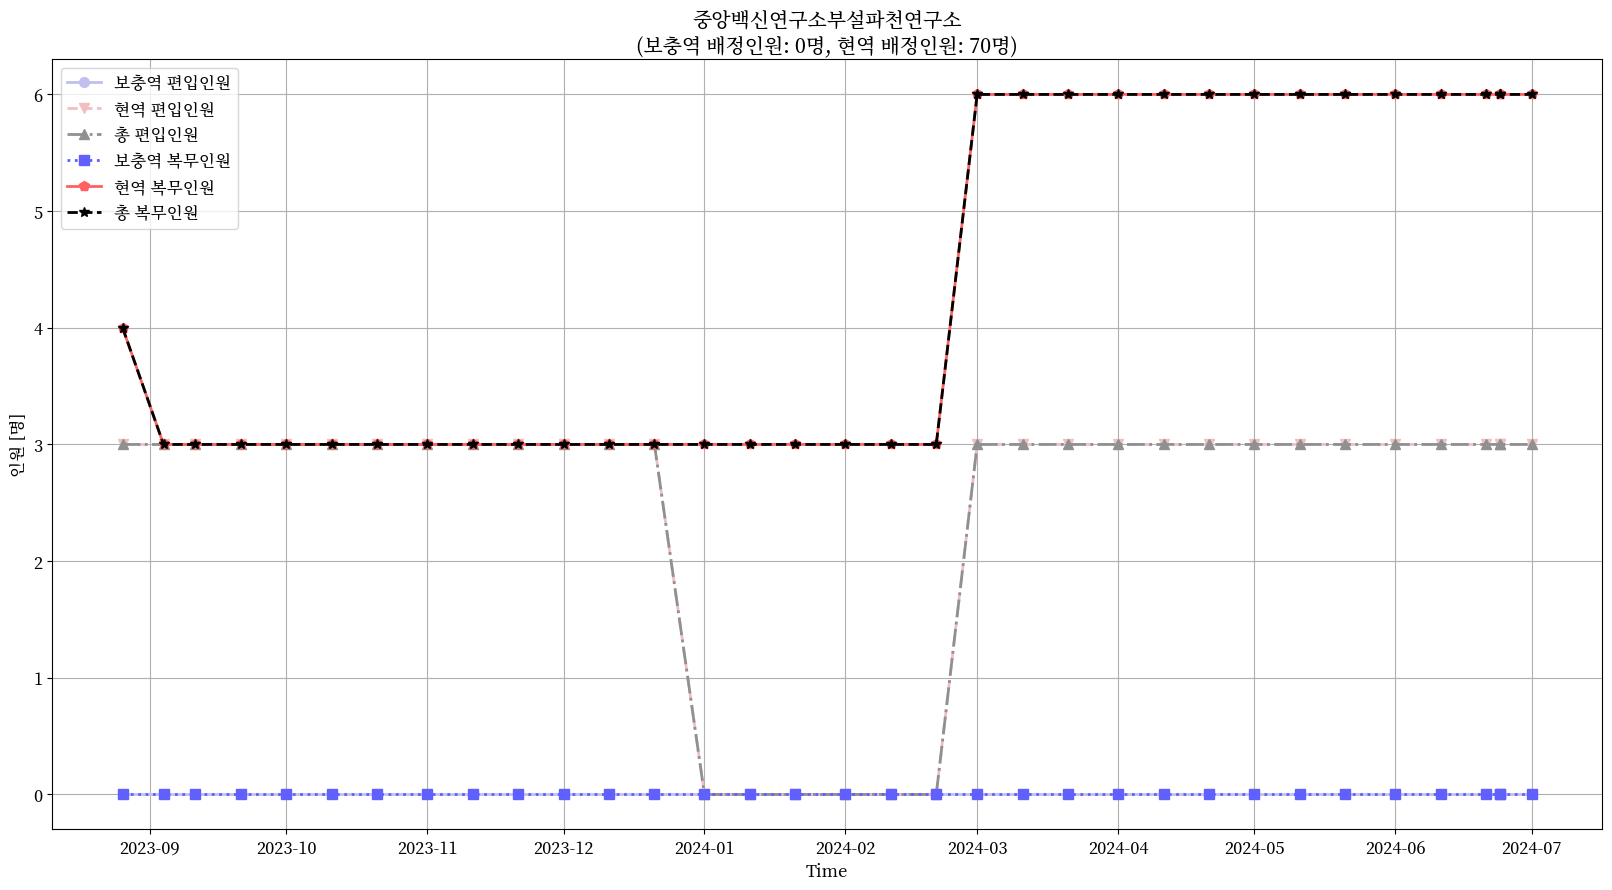 중앙백신연구소부설파천연구소
(보충역 배정인원: 0명, 현역 배정인원: 70명)
보충역 편입인원
현역 편입인원
총 편입인원
보충역 복무인원
현역 복무인원
총 복무인원
인원 [명]
6
5
4
3
2
1
0
2023-09
2023-10
2023-11
2023-12
2024-01
2024-02
2024-03
2024-04
2024-05
2024-06
2024-07
Time